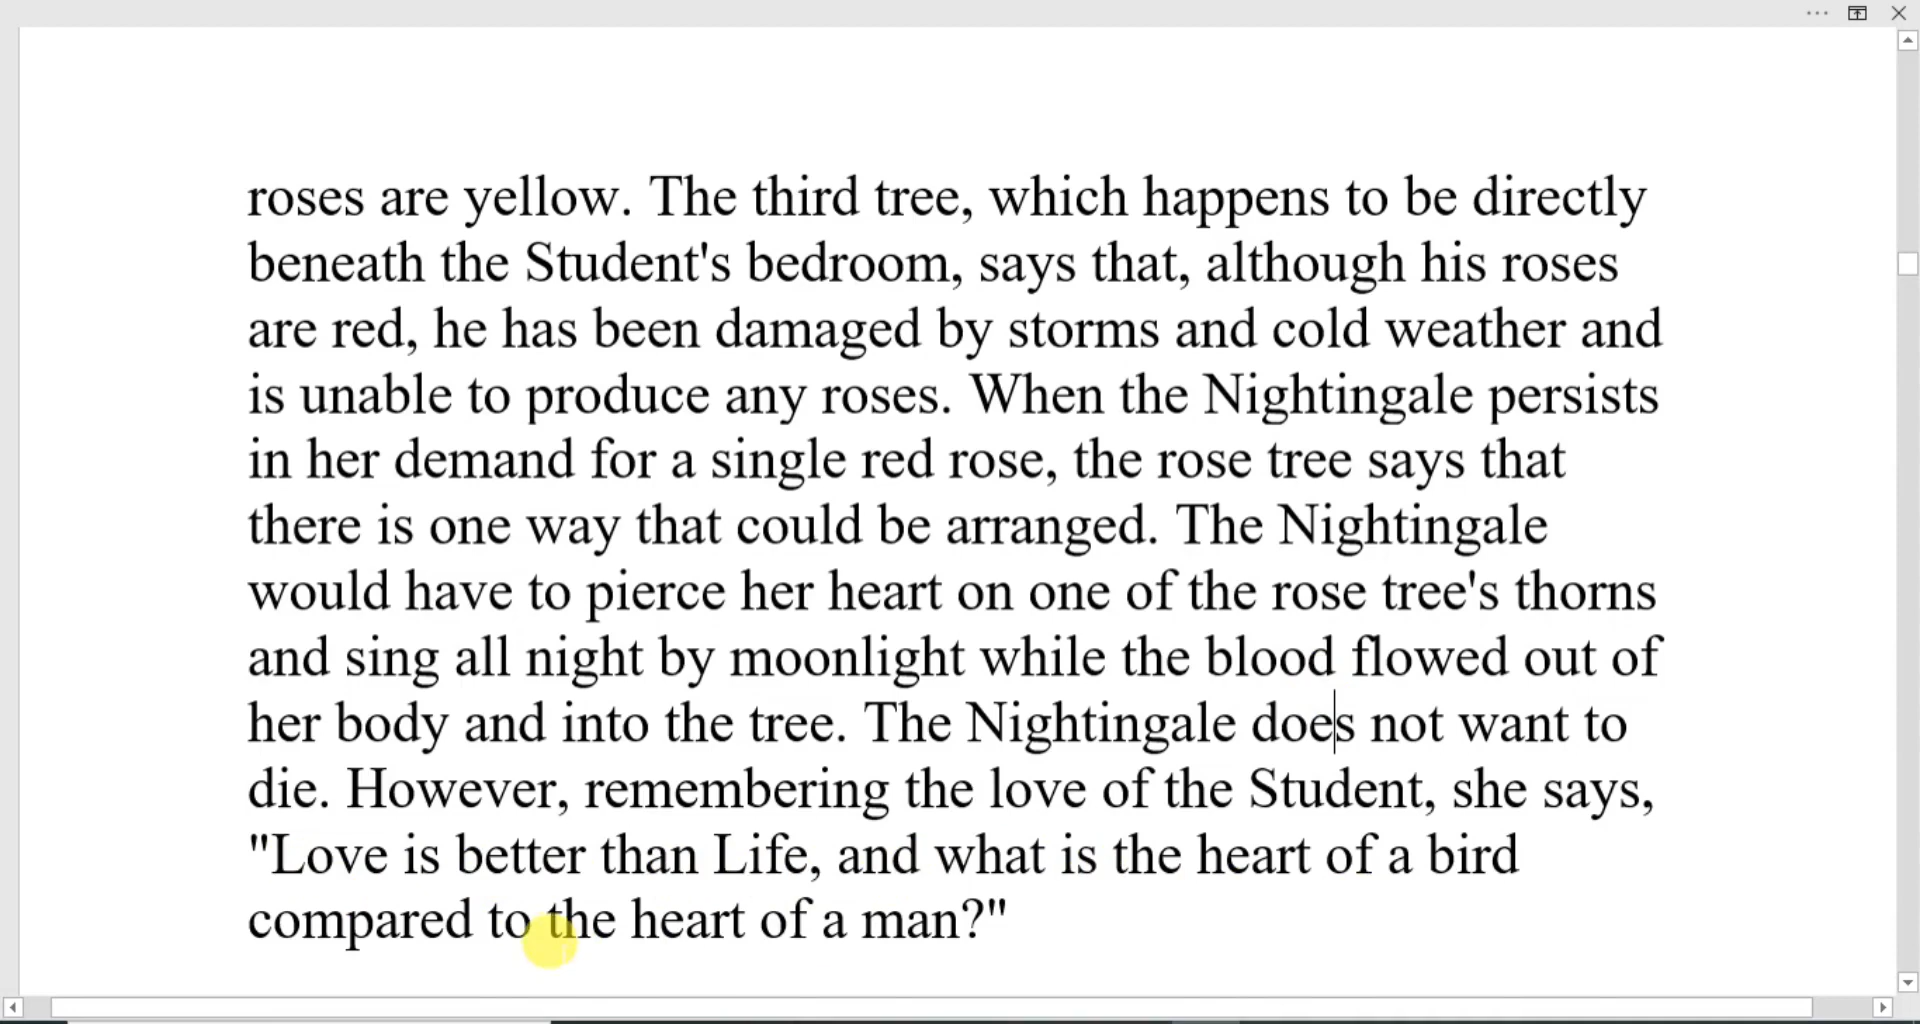 roses are yellow. The third tree, which happens to be directly
beneath the Student's bedroom, says that, although his roses
are red, he has been damaged by storms and cold weather and
is unable to produce any roses. When the Nightingale persists
in her demand for a single red rose, the rose tree says that
there is one way that could be arranged. The Nightingale
would have to pierce her heart on one of the rose tree's thorns
and sing all night by moonlight while the blood flowed out of
her body and into the tree. The Nightingale does not want to
die. However, remembering the love of the Student, she says,
"Love is better than Life, and what is the heart of a bird
compared to the heart of a man?"